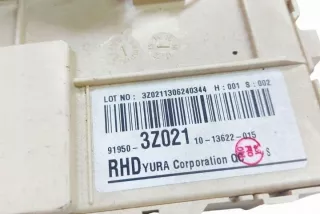 LOT NO : 3Z0211306240344 H : 001 S : 002
91950- 3Z021 10-13622-015
RHD YURA Corporation